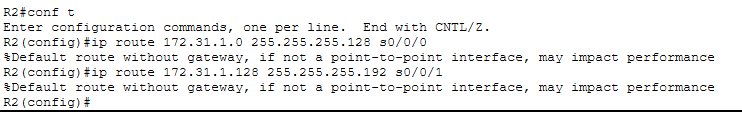 R2#conf t
Enter configuration commands, one per line.  End with CNTL/Z.
R2(config)#ip route 172.31.1.0 255.255.255.128 s0/0/0
%Default route without gateway, if not a point-to-point interface, may impact performance
R2(config)#ip route 172.31.1.128 255.255.255.192 s0/0/1
%Default route without gateway, if not a point-to-point interface, may impact performance
R2(config)#